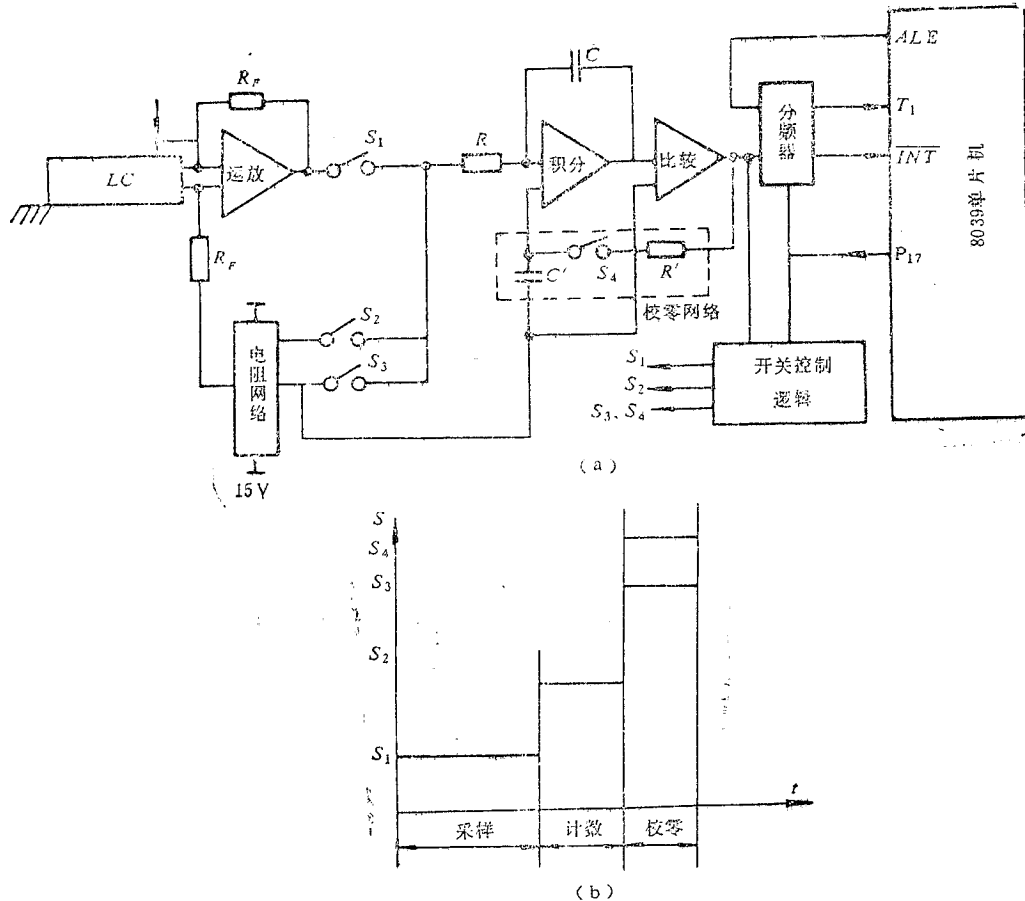 ALE
C
R_F
S_1
R
T_1
分频器
运放
积分
比较
INT
LC
8039单片机
R_F
S_4
R'
C'
P_17
校零网络
S_2
电阻网络
S_3
S_1
开关控制
S_2
逻辑
S_3、S_4
(a)
15V
S
S_4
S_3
S_2
S_1
t
采样
计数
校零
(b)